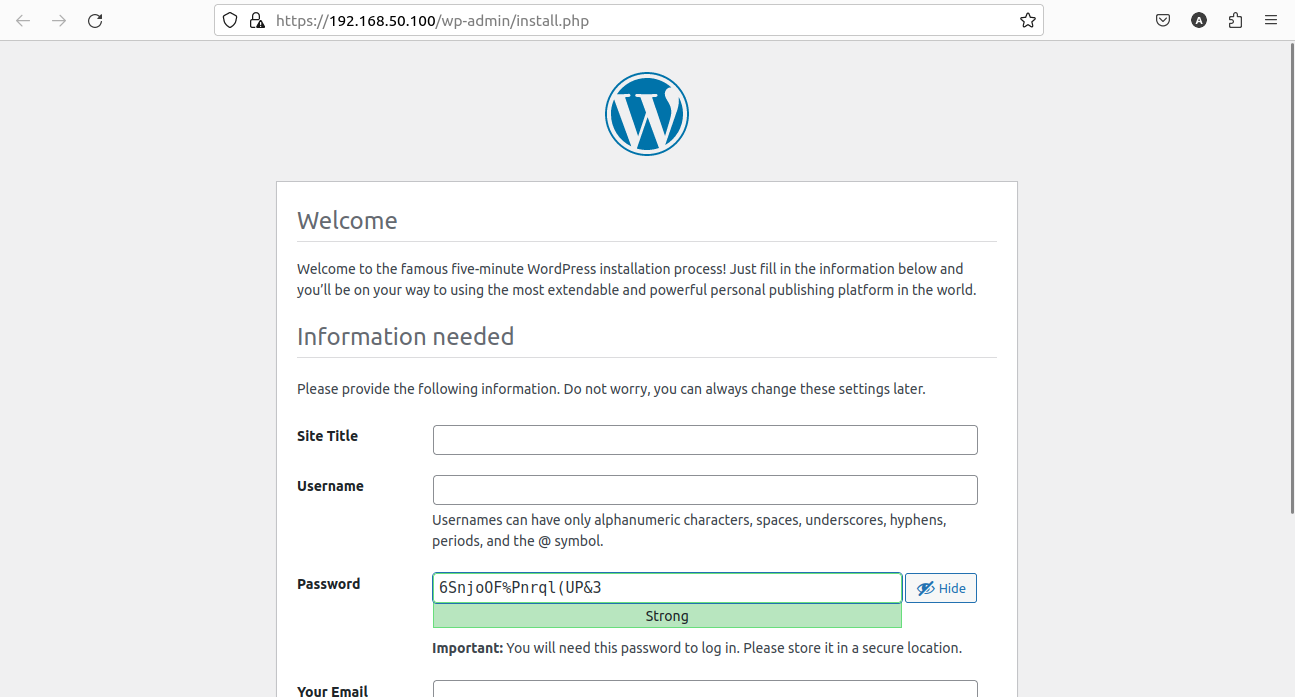 https://192.168.50.100/wp-admin/install.php
A
W
Welcome
Welcome to the famous five-minute WordPress installation process! Just fill in the information below and
you’ll be on your way to using the most extendable and powerful personal publishing platform in the world.
Information needed
Please provide the following information. Do not worry, you can always change these settings later.
Site Title
Username
Usernames can have only alphanumeric characters, spaces, underscores, hyphens,
periods, and the @ symbol.
Password
6SnjoOF%Pnrql(UP&3
Hide
Strong
Important: You will need this password to log in. Please store it in a secure location.
Your Email